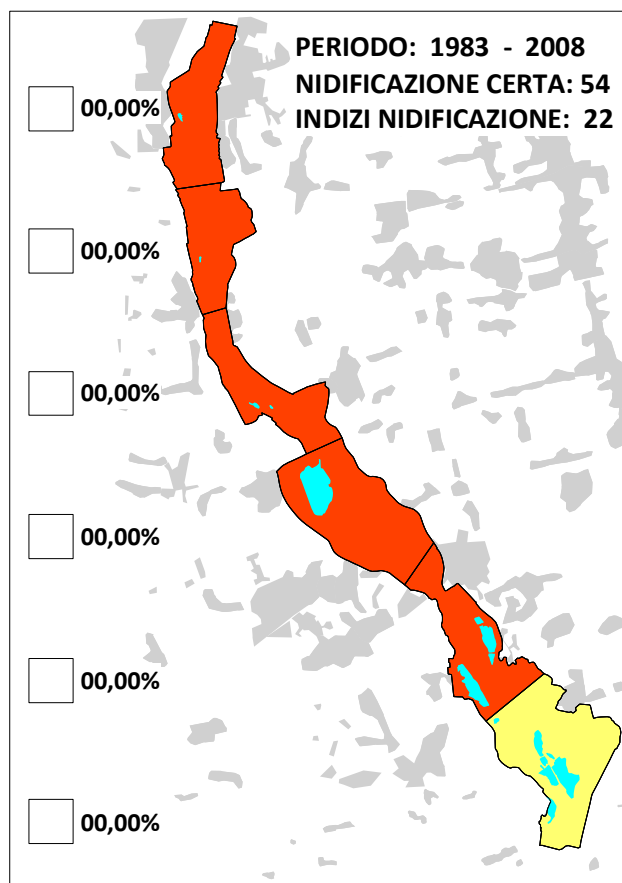 PERIODO: 1983 - 2008
NIDIFICAZIONE CERTA: 54
INDIZI NIDIFICAZIONE: 22
00,00%
00,00%
00,00%
00,00%
00,00%
00,00%